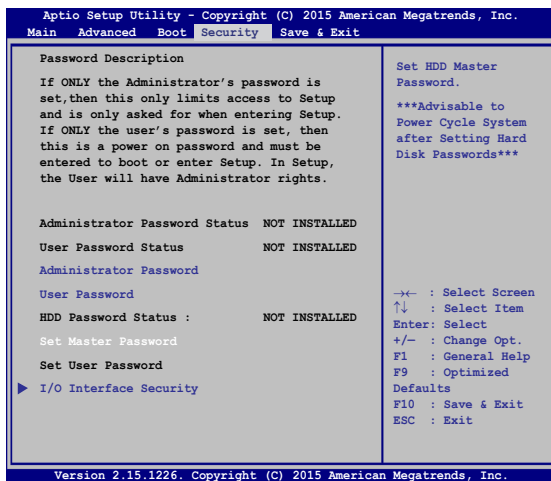 Aptio Setup Utility - Copyright (C) 2015 American Megatrends, Inc.
Main Advanced Boot Security Save & Exit
Password Description
If ONLY the Administrator's password is
set,then this only limits access to Setup
and is only asked for when entering Setup.
If ONLY the user's password is set, then
this is a power on password and must be
entered to boot or enter Setup. In Setup,
the User will have Administrator rights.
Administrator Password Status NOT INSTALLED
User Password Status NOT INSTALLED
Administrator Password
User Password
HDD Password Status : NOT INSTALLED
Set Master Password
Set User Password
I/O Interface Security
Set HDD Master
Password.
***Advisable to
Power Cycle System
after Setting Hard
Disk Passwords***
→← : Select Screen
↑↓ : Select Item
Enter: Select
+/— : Change Opt.
F1 : General Help
F9 : Optimized
Defaults
F10 : Save & Exit
ESC : Exit
Version 2.15.1226. Copyright (C) 2015 American Megatrends, Inc.